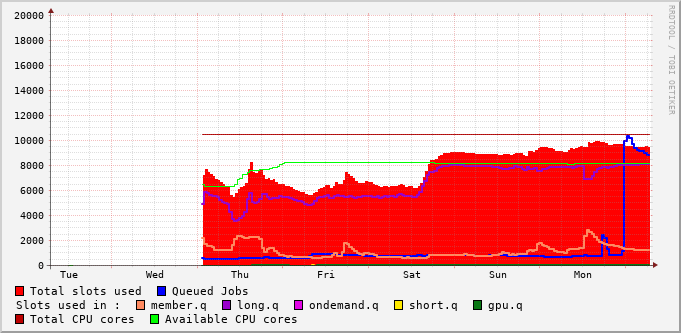 20000
18000
16000
14000
12000
10000
8000
6000
4000
2000
0
Tue Wed Thu Fri Sat Sun Mon
Total slots used Queued Jobs
Slots used in : member.q long.q ondemand.q short.q gpu.q
Total CPU cores Available CPU cores
RRDTOOL / TOBI OETIKER